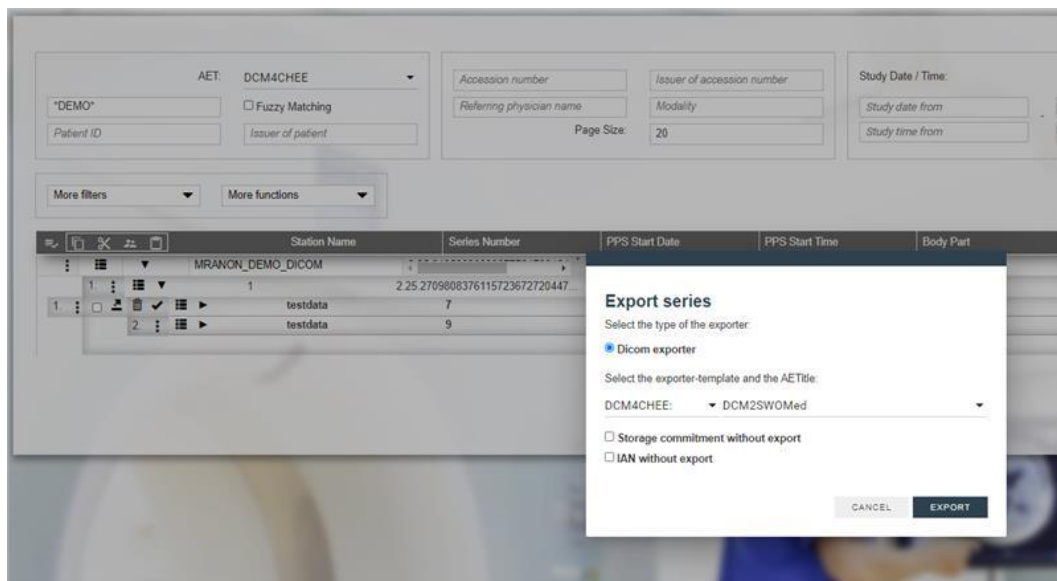 AET: DCM4CHEE
Accession number
Issuer of accession number
Study Date / Time:
*DEMO*
Fuzzy Matching
Referring physician name
Modality
Study date from
-
Patient ID
Issuer of patient
Page Size: 20
Study time from
More filters
More functions
Station Name
Series Number
PPS Start Date
PPS Start Time
Body Part
MRANON_DEMO_DICOM
1. 1 2.25.2709808376115723672720447...
1. testdata 7
2. testdata 9
Export series
Select the type of the exporter:
Dicom exporter
Select the exporter-template and the AETitle:
DCM4CHEE: DCM2SWOMed
Storage commitment without export
IAN without export
CANCEL
EXPORT